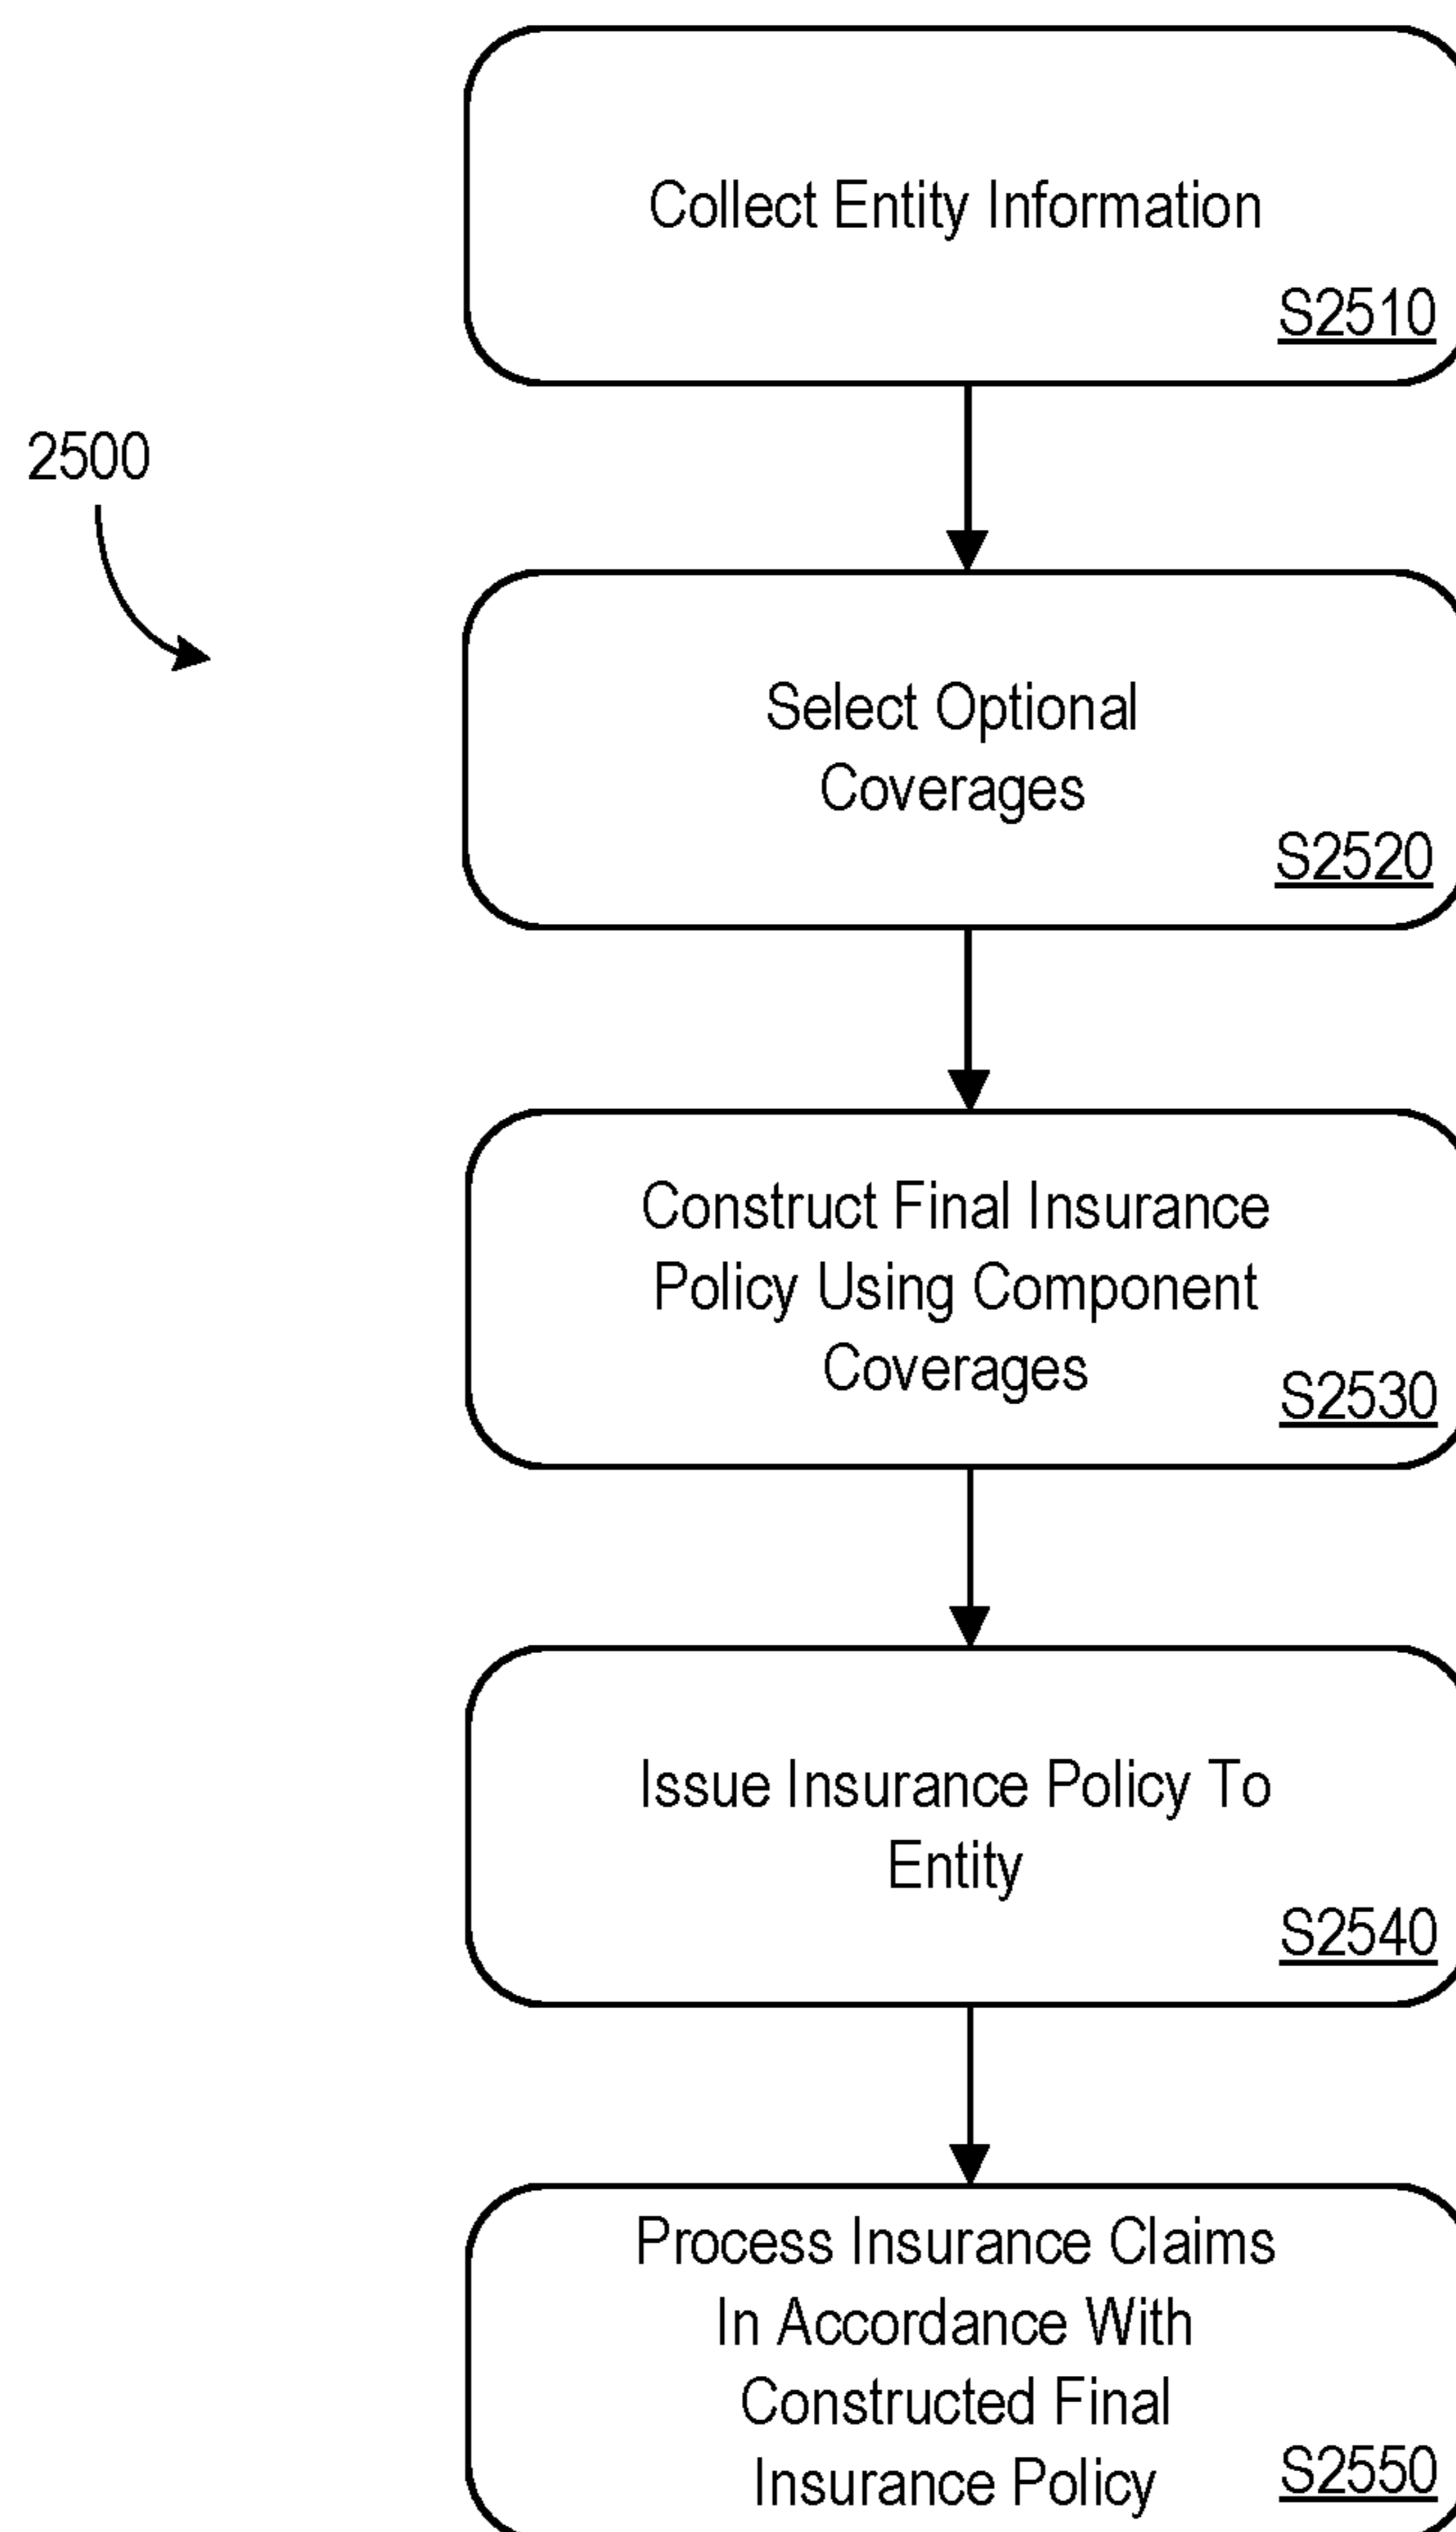 Collect Entity Information
S2510
2500
Select Optional
Coverages
S2520
Construct Final Insurance
Policy Using Component
Coverages
S2530
Issue Insurance Policy To
Entity
S2540
Process Insurance Claims
In Accordance With
Constructed Final
Insurance Policy
S2550